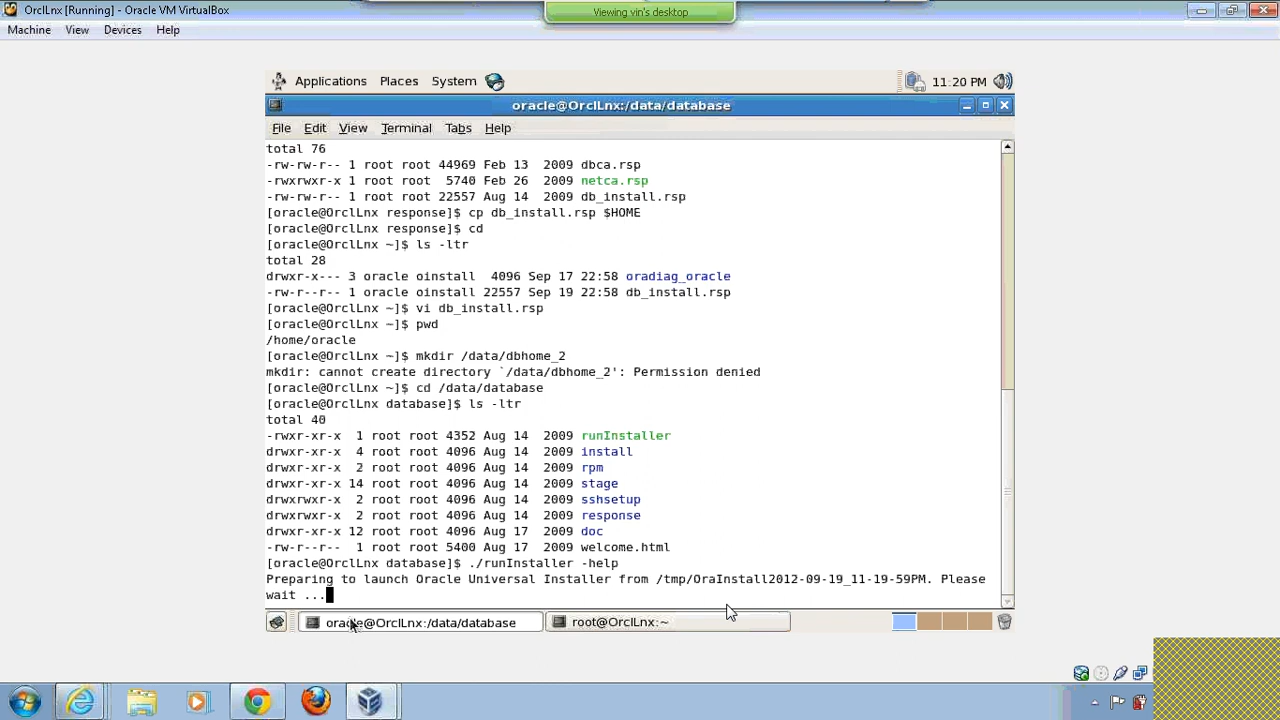 OrclLnx [Running] - Oracle VM VirtualBox
Viewing vin's desktop
Machine View Devices Help
Applications Places System 11:20 PM
oracle@OrclLnx:/data/database
File Edit View Terminal Tabs Help
total 76
-rw-rw-r-- 1 root root 44969 Feb 13  2009 dbca.rsp
-rwxrwxr-x 1 root root  5740 Feb 26  2009 netca.rsp
-rw-rw-r-- 1 root root 22557 Aug 14  2009 db_install.rsp
[oracle@OrclLnx response]$ cp db_install.rsp $HOME
[oracle@OrclLnx response]$ cd
[oracle@OrclLnx ~]$ ls -ltr
total 28
drwxr-x--- 3 oracle oinstall  4096 Sep 17 22:58 oradiag_oracle
-rw-r--r-- 1 oracle oinstall 22557 Sep 19 22:58 db_install.rsp
[oracle@OrclLnx ~]$ vi db_install.rsp
[oracle@OrclLnx ~]$ pwd
/home/oracle
[oracle@OrclLnx ~]$ mkdir /data/dbhome_2
mkdir: cannot create directory `/data/dbhome_2': Permission denied
[oracle@OrclLnx ~]$ cd /data/database
[oracle@OrclLnx database]$ ls -ltr
total 40
-rwxr-xr-x  1 root root 4352 Aug 14  2009 runInstaller
drwxr-xr-x  4 root root 4096 Aug 14  2009 install
drwxr-xr-x  2 root root 4096 Aug 14  2009 rpm
drwxr-xr-x 14 root root 4096 Aug 14  2009 stage
drwxrwxr-x  2 root root 4096 Aug 14  2009 sshsetup
drwxrwxr-x  2 root root 4096 Aug 14  2009 response
drwxr-xr-x 12 root root 4096 Aug 17  2009 doc
-rw-r--r--  1 root root 5400 Aug 17  2009 welcome.html
[oracle@OrclLnx database]$ ./runInstaller -help
Preparing to launch Oracle Universal Installer from /tmp/OraInstall2012-09-19_11-19-59PM. Please
wait ...
oracle@OrclLnx:/data/database root@OrclLnx:~